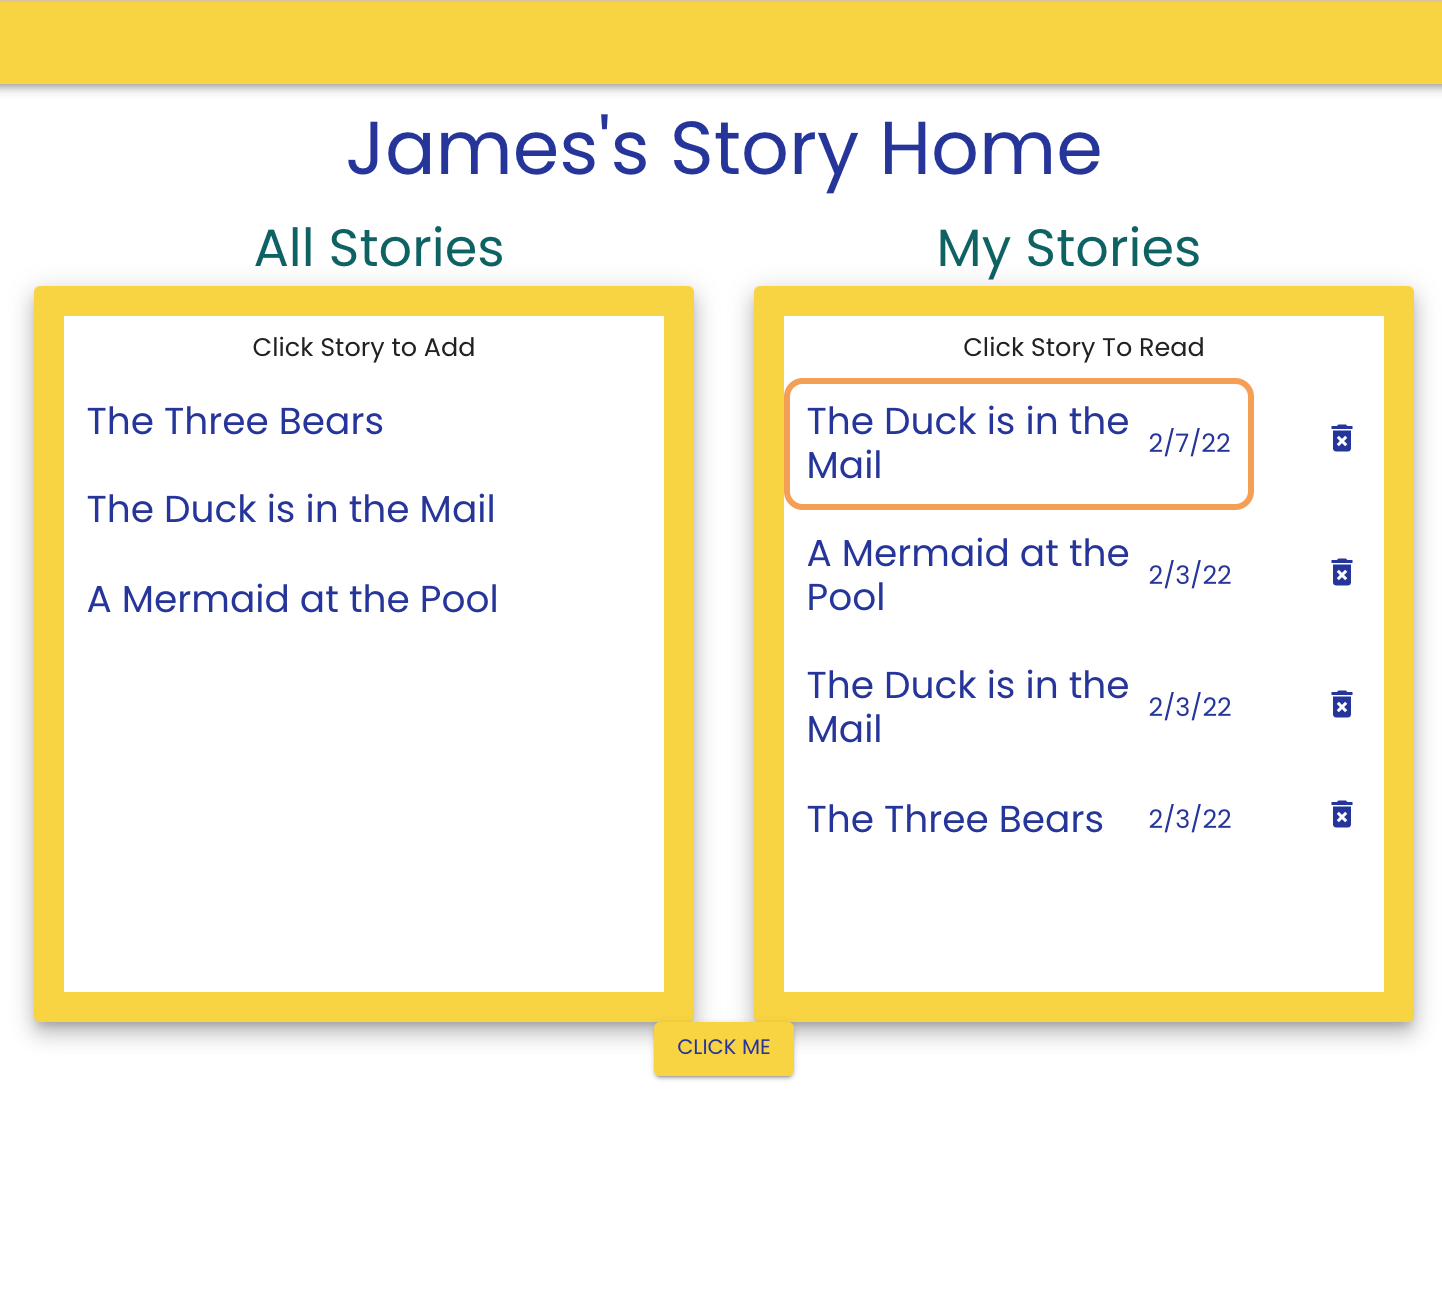 James's Story Home
All Stories
Click Story to Add
The Three Bears
The Duck is in the Mail
A Mermaid at the Pool
My Stories
Click Story To Read
The Duck is in the
Mail
2/7/22
A Mermaid at the
Pool
2/3/22
The Duck is in the
Mail
2/3/22
The Three Bears
2/3/22
CLICK ME